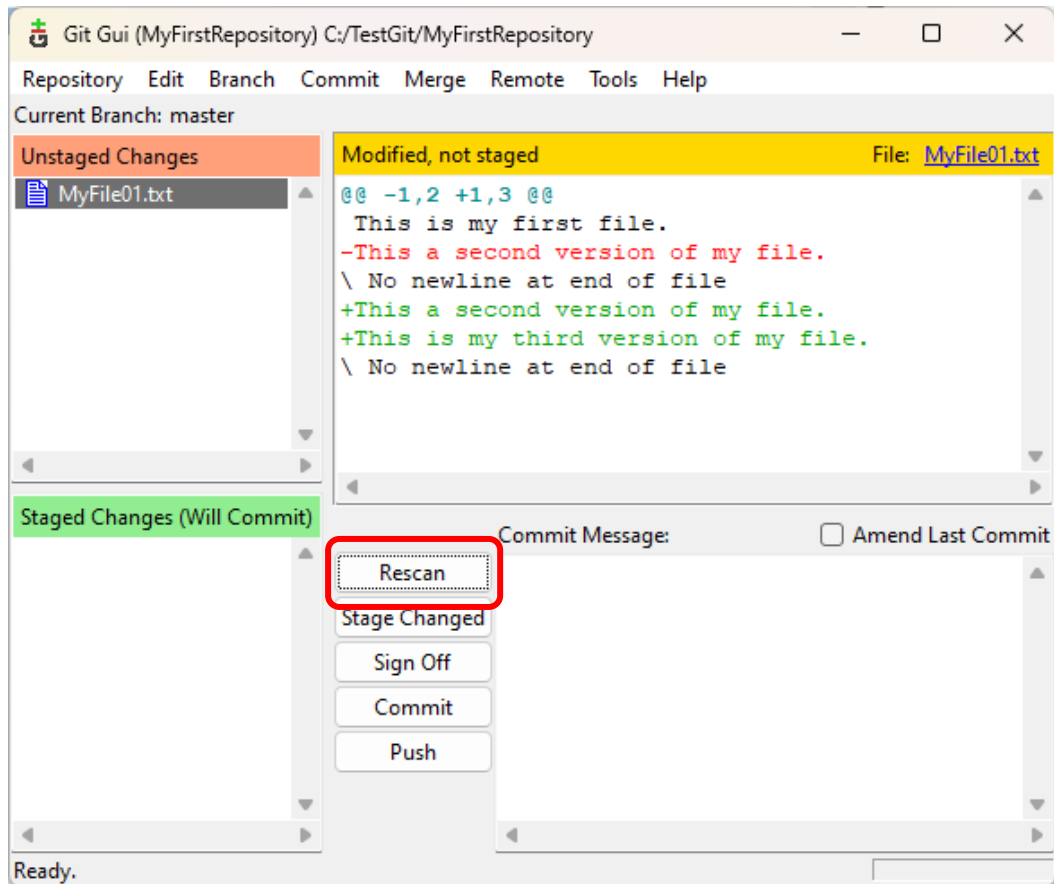 Git Gui (MyFirstRepository) C:/TestGit/MyFirstRepository
Repository Edit Branch Commit Merge Remote Tools Help
Current Branch: master
Unstaged Changes
MyFile01.txt
Modified, not staged File: MyFile01.txt
@@ -1,2 +1,3 @@
 This is my first file.
-This a second version of my file.
\ No newline at end of file
+This a second version of my file.
+This is my third version of my file.
\ No newline at end of file
Staged Changes (Will Commit)
Commit Message: Amend Last Commit
Rescan
Stage Changed
Sign Off
Commit
Push
Ready.